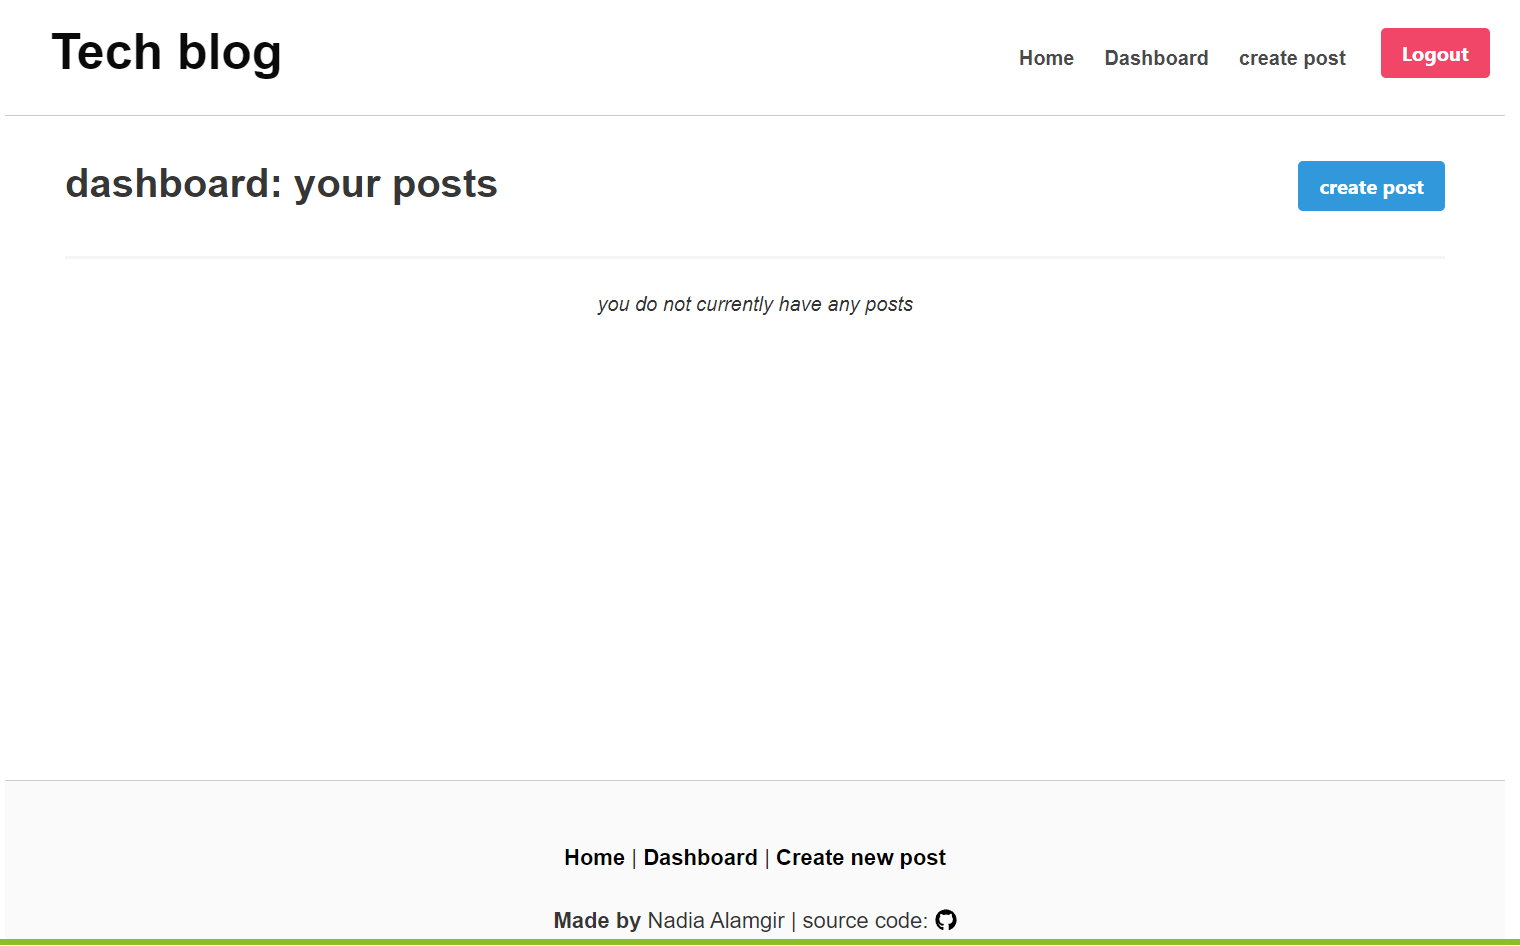 Tech blog
Home Dashboard create post Logout
dashboard: your posts create post
you do not currently have any posts
Home | Dashboard | Create new post
Made by Nadia Alamgir | source code: